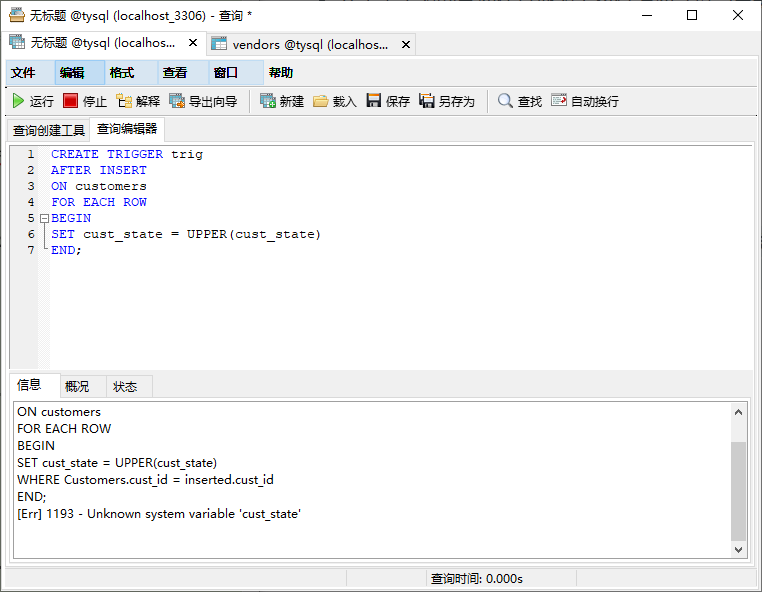 无标题 @tysql (localhost_3306) - 查询 *
无标题 @tysql (localhos... ✕ vendors @tysql (localhos... ✕
文件 编辑 格式 查看 窗口 帮助
运行 停止 解释 导出向导 新建 载入 保存 另存为 查找 自动换行
查询创建工具 查询编辑器
1 CREATE TRIGGER trig
2 AFTER INSERT
3 ON customers
4 FOR EACH ROW
5 BEGIN
6 SET cust_state = UPPER(cust_state)
7 END;
信息 概况 状态
ON customers
FOR EACH ROW
BEGIN
SET cust_state = UPPER(cust_state)
WHERE Customers.cust_id = inserted.cust_id
END;
[Err] 1193 - Unknown system variable 'cust_state'
查询时间: 0.000s